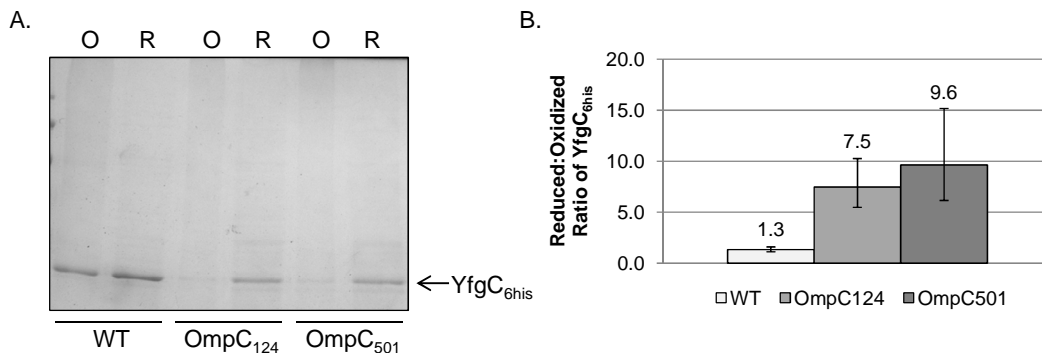 A.
O R O R O R
YfgC6his
WT OmpC124 OmpC501
B.
Reduced:Oxidized
Ratio of YfgC6his
20.0
15.0
10.0
5.0
0.0
1.3
7.5
9.6
WT OmpC124 OmpC501